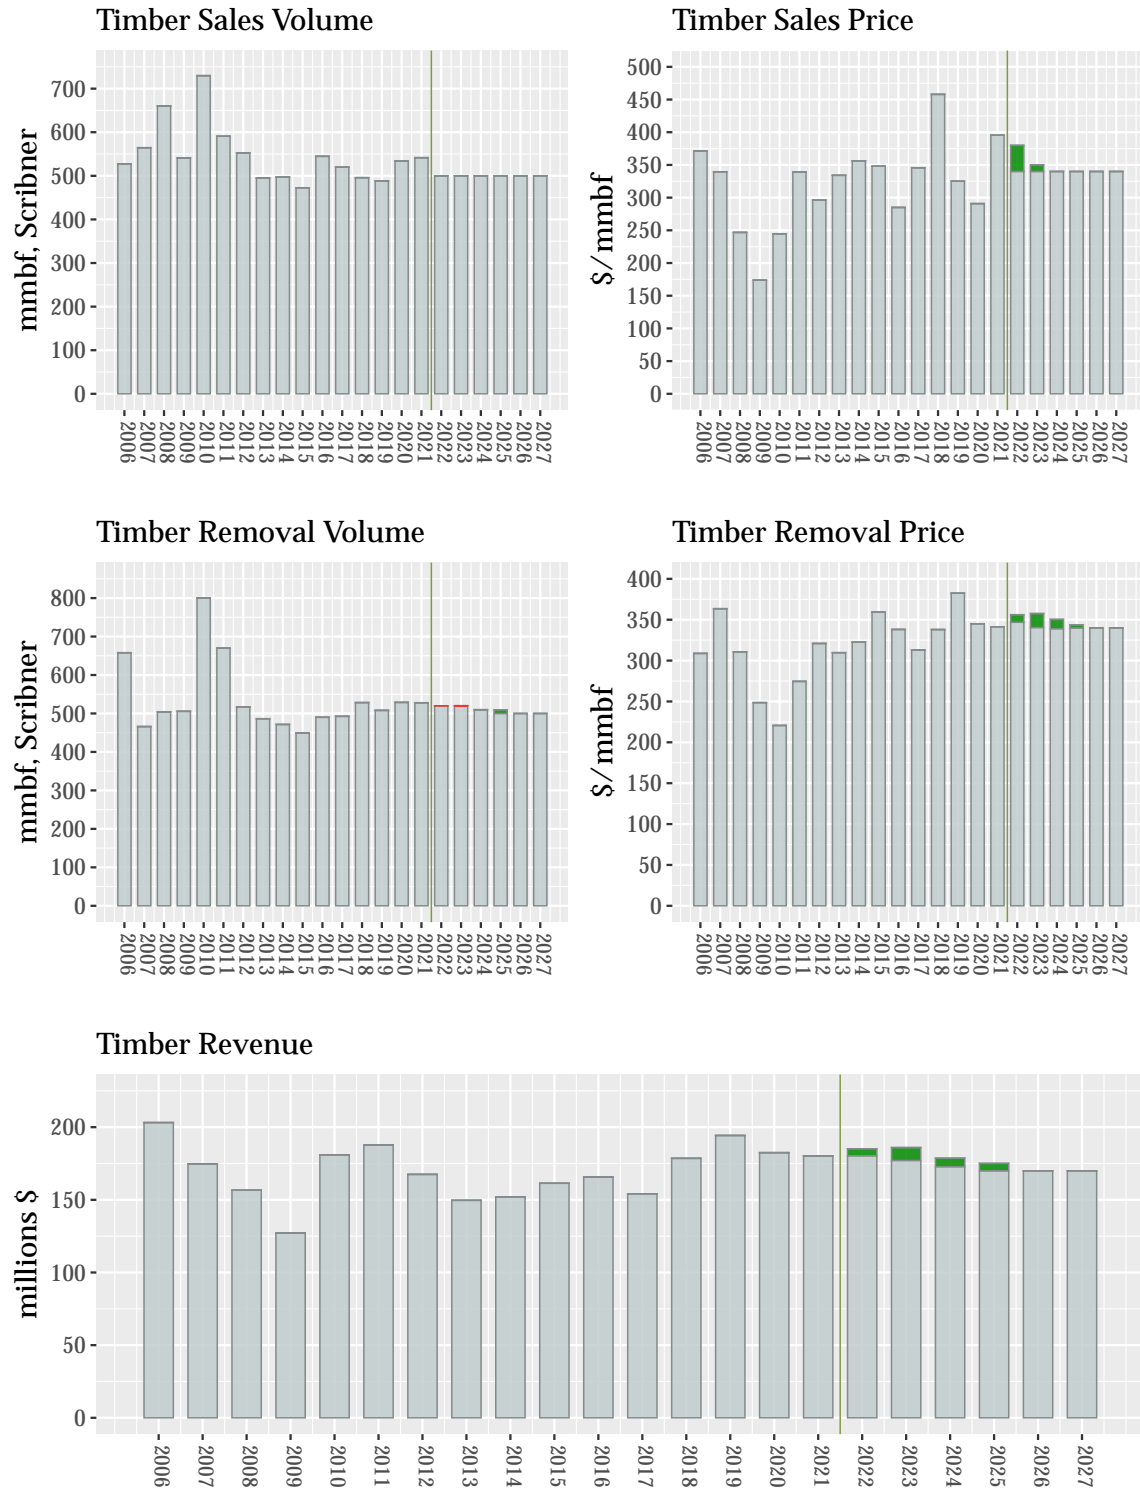 Timber Sales Volume
mmbf, Scribner
700
600
500
400
300
200
100
0
2006 2007 2008 2009 2010 2011 2012 2013 2014 2015 2016 2017 2018 2019 2020 2021 2022 2023 2024 2025 2026 2027
Timber Sales Price
$/mmbf
500
450
400
350
300
250
200
150
100
50
0
2006 2007 2008 2009 2010 2011 2012 2013 2014 2015 2016 2017 2018 2019 2020 2021 2022 2023 2024 2025 2026 2027
Timber Removal Volume
mmbf, Scribner
800
700
600
500
400
300
200
100
0
2006 2007 2008 2009 2010 2011 2012 2013 2014 2015 2016 2017 2018 2019 2020 2021 2022 2023 2024 2025 2026 2027
Timber Removal Price
$/mmbf
400
350
300
250
200
150
100
50
0
2006 2007 2008 2009 2010 2011 2012 2013 2014 2015 2016 2017 2018 2019 2020 2021 2022 2023 2024 2025 2026 2027
Timber Revenue
millions $
200
150
100
50
0
2006 2007 2008 2009 2010 2011 2012 2013 2014 2015 2016 2017 2018 2019 2020 2021 2022 2023 2024 2025 2026 2027